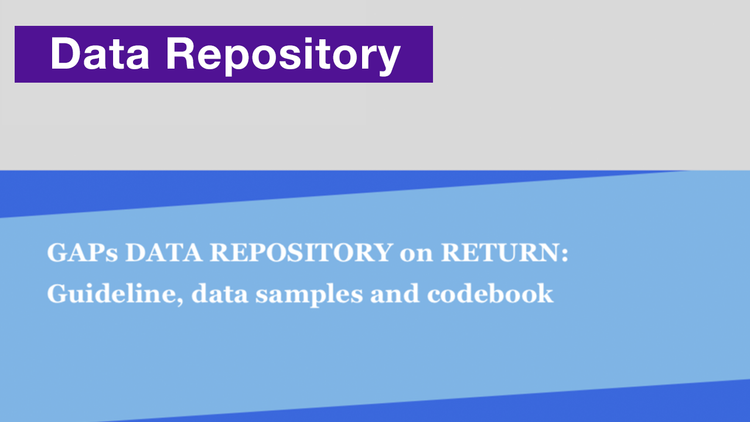 Data Repository
GAPs DATA REPOSITORY on RETURN:
Guideline, data samples and codebook